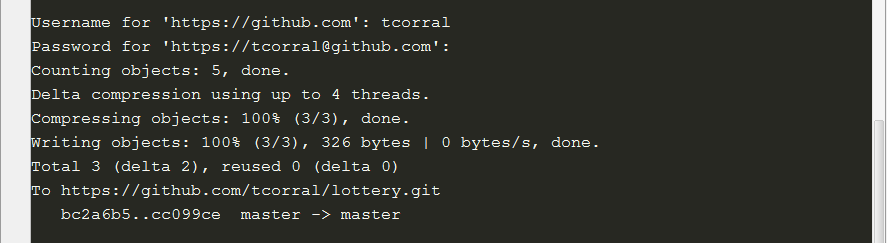 Username for 'https://github.com': tcorral
Password for 'https://tcorral@github.com':
Counting objects: 5, done.
Delta compression using up to 4 threads.
Compressing objects: 100% (3/3), done.
Writing objects: 100% (3/3), 326 bytes | 0 bytes/s, done.
Total 3 (delta 2), reused 0 (delta 0)
To https://github.com/tcorral/lottery.git
   bc2a6b5..cc099ce  master -> master